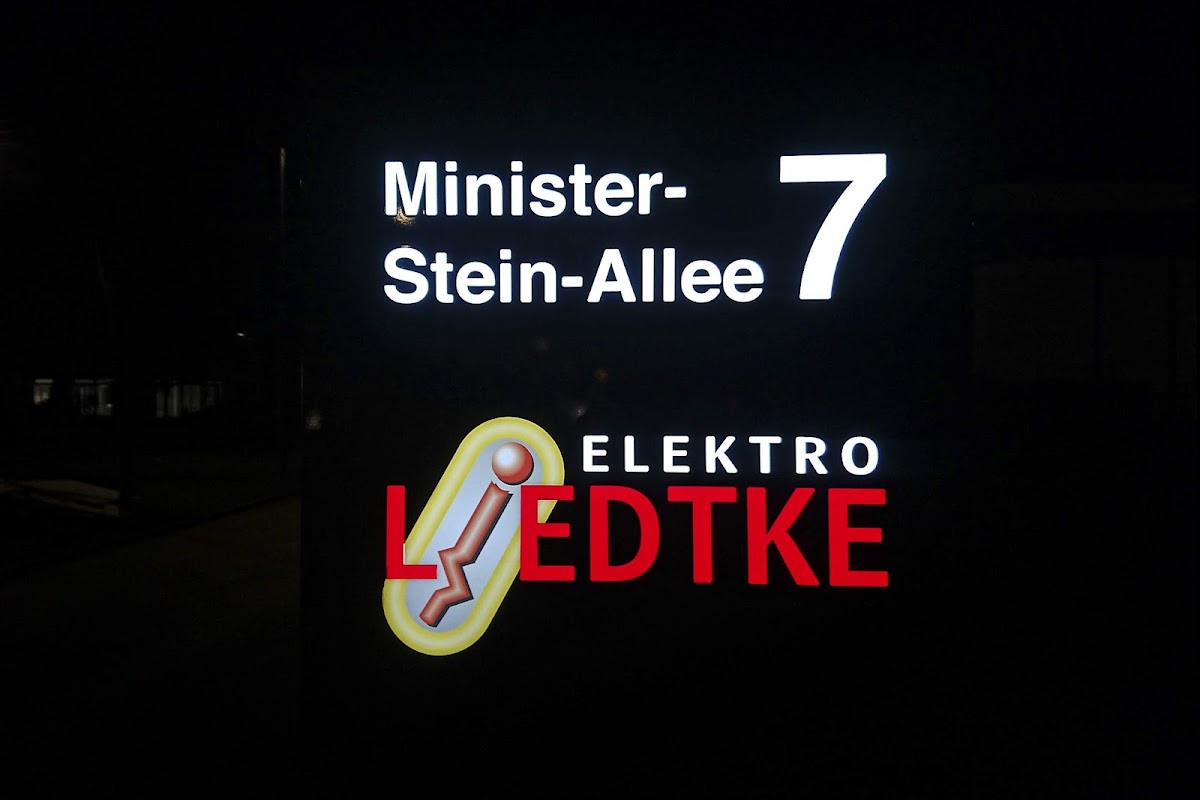 Minister-
Stein-Allee 7
ELEKTRO
LIEDTKE